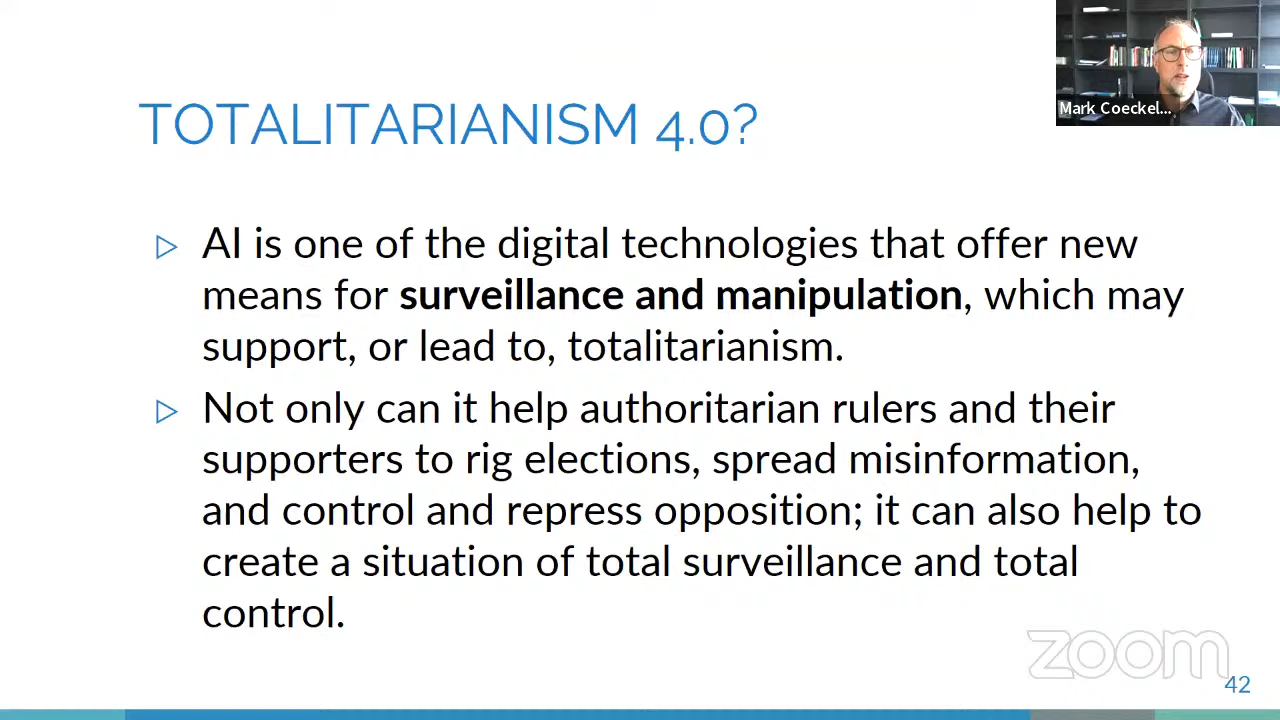 Mark Coeckel...
TOTALITARIANISM 4.0?
▷ AI is one of the digital technologies that offer new
means for surveillance and manipulation, which may
support, or lead to, totalitarianism.
▷ Not only can it help authoritarian rulers and their
supporters to rig elections, spread misinformation,
and control and repress opposition; it can also help to
create a situation of total surveillance and total
control.
zoom
42